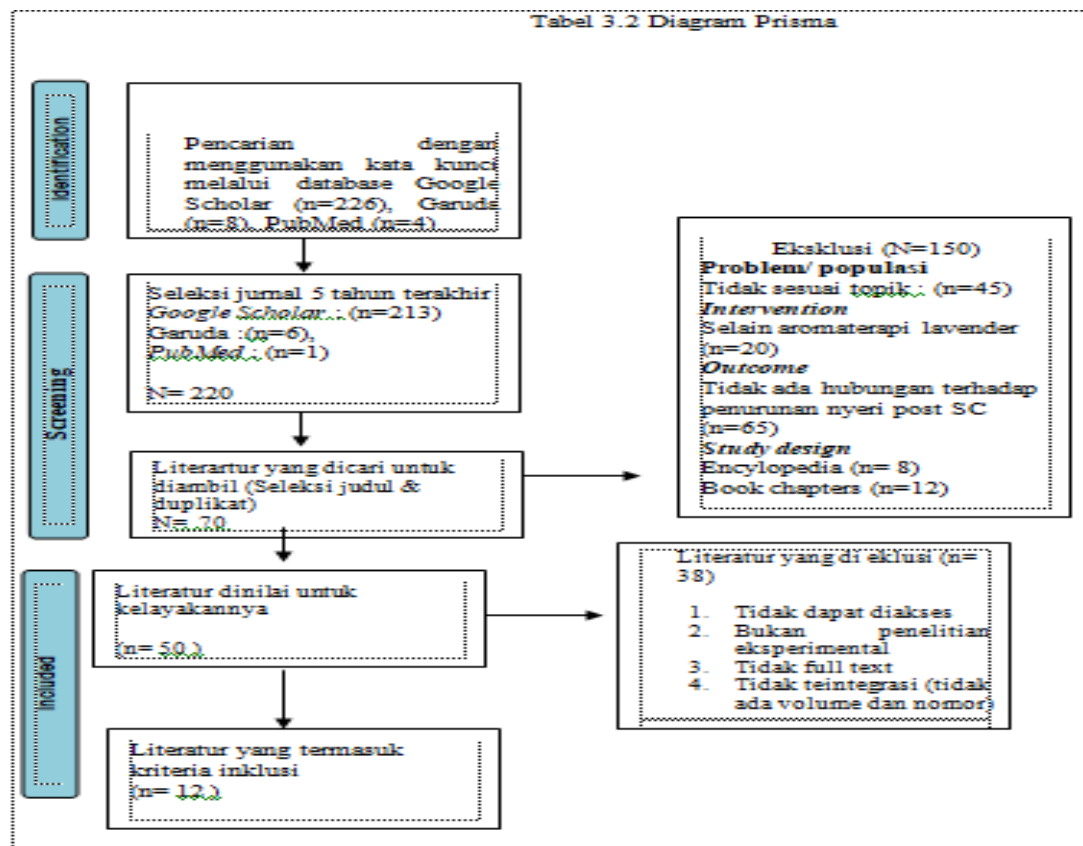 Tabel 3.2 Diagram Prisma
Identification
Pencarian dengan
menggunakan kata kunci
melalui database Google
Scholar (n=226), Garuda
(n=8), PubMed (n=4)
Screening
Seleksi jurnal 5 tahun terakhir
Google Scholar : (n=213)
Garuda :(n=6),
PubMed : (n=1)
N= 220
Literartur yang dicari untuk
diambil (Seleksi judul &
duplikat)
N= 70
Eksklusi (N=150)
Problem/ populasi
Tidak sesuai topik : (n=45)
Intervention
Selain aromaterapi lavender
(n=20)
Outcome
Tidak ada hubungan terhadap
penurunan nyeri post SC
(n=65)
Study design
Encylopedia (n= 8)
Book chapters (n=12)
Included
Literatur dinilai untuk
kelayakannya
(n= 50 )
Literatur yang di eklusi (n=
38)
1. Tidak dapat diakses
2. Bukan penelitian
eksperimental
3. Tidak full text
4. Tidak teintegrasi (tidak
ada volume dan nomor)
Literatur yang termasuk
kriteria inklusi
(n= 12 )